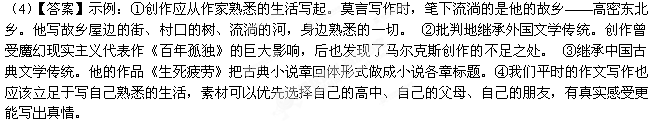 （4）【答案】示例：①创作应从作家熟悉的生活写起。莫言写作时，笔下流淌的是他的故乡——高密东北
乡。他写故乡屋边的街、村口的树、流淌的河，身边熟悉的一切。 ②批判地继承外国文学传统。创作曾
受魔幻现实主义代表作《百年孤独》的巨大影响，后也发现了马尔克斯创作的不足之处。 ③继承中国古
典文学传统。他的作品《生死疲劳》把古典小说章回体形式做成小说各章标题。④我们平时的作文写作也
应该立足于写自己熟悉的生活，素材可以优先选择自己的高中、自己的父母、自己的朋友，有真实感受更
能写出真情。